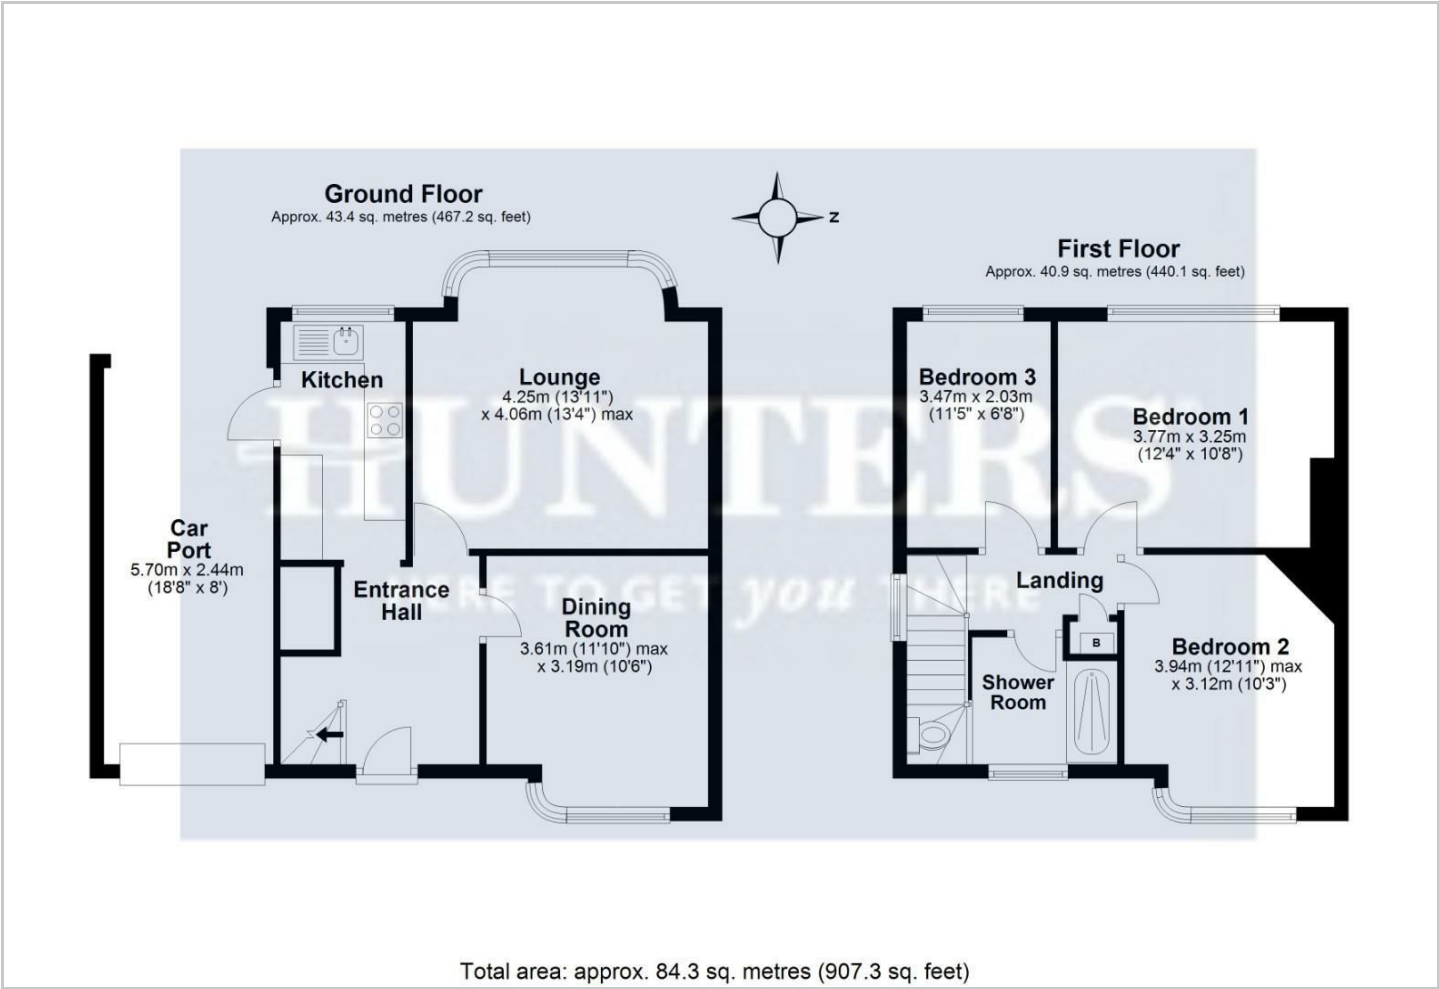 Ground Floor
Approx. 43.4 sq. metres (467.2 sq. feet)
N
First Floor
Approx. 40.9 sq. metres (440.1 sq. feet)
Kitchen
Lounge
4.25m (13'11")
x 4.06m (13'4") max
Bedroom 3
3.47m x 2.03m
(11'5" x 6'8")
Bedroom 1
3.77m x 3.25m
(12'4" x 10'8")
HUNTERS
HERE TO GET you THERE
Car
Port
5.70m x 2.44m
(18'8" x 8')
Entrance
Hall
Dining
Room
3.61m (11'10") max
x 3.19m (10'6")
Landing
B
Shower
Room
Bedroom 2
3.94m (12'11") max
x 3.12m (10'3")
Total area: approx. 84.3 sq. metres (907.3 sq. feet)